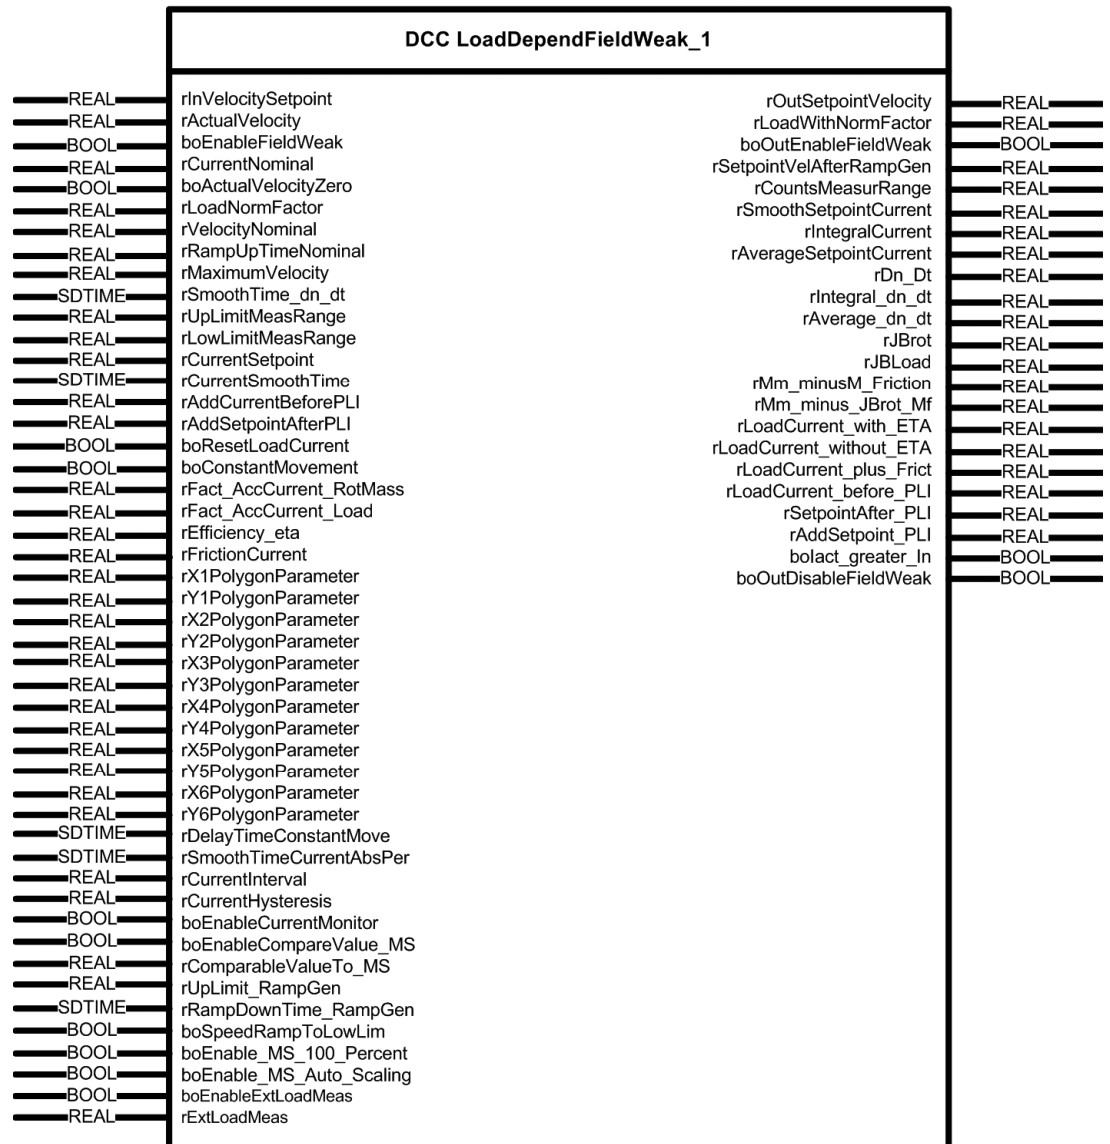 DCC LoadDependFieldWeak_1
REAL rInVelocitySetpoint rOutSetpointVelocity REAL
REAL rActualVelocity rLoadWithNormFactor REAL
BOOL boEnableFieldWeak boOutEnableFieldWeak BOOL
REAL rCurrentNominal rSetpointVelAfterRampGen REAL
BOOL boActualVelocityZero rCountsMeasurRange REAL
REAL rLoadNormFactor rSmoothSetpointCurrent REAL
REAL rVelocityNominal rIntegralCurrent REAL
REAL rRampUpTimeNominal rAverageSetpointCurrent REAL
REAL rMaximumVelocity rDn_Dt REAL
SDTIME rSmoothTime_dn_dt rIntegral_dn_dt REAL
REAL rUpLimitMeasRange rAverage_dn_dt REAL
REAL rLowLimitMeasRange rJBrot REAL
REAL rCurrentSetpoint rJBLoad REAL
SDTIME rCurrentSmoothTime rMm_minusM_Friction REAL
REAL rAddCurrentBeforePLI rMm_minus_JBrot_Mf REAL
REAL rAddSetpointAfterPLI rLoadCurrent_with_ETA REAL
BOOL boResetLoadCurrent rLoadCurrent_without_ETA REAL
BOOL boConstantMovement rLoadCurrent_plus_Frict REAL
REAL rFact_AccCurrent_RotMass rLoadCurrent_before_PLI REAL
REAL rFact_AccCurrent_Load rSetpointAfter_PLI REAL
REAL rEfficiency_eta rAddSetpoint_PLI REAL
REAL rFrictionCurrent boIact_greater_In BOOL
REAL rX1PolygonParameter boOutDisableFieldWeak BOOL
REAL rY1PolygonParameter
REAL rX2PolygonParameter
REAL rY2PolygonParameter
REAL rX3PolygonParameter
REAL rY3PolygonParameter
REAL rX4PolygonParameter
REAL rY4PolygonParameter
REAL rX5PolygonParameter
REAL rY5PolygonParameter
REAL rX6PolygonParameter
REAL rY6PolygonParameter
SDTIME rDelayTimeConstantMove
SDTIME rSmoothTimeCurrentAbsPer
REAL rCurrentInterval
REAL rCurrentHysteresis
BOOL boEnableCurrentMonitor
BOOL boEnableCompareValue_MS
REAL rComparableValueTo_MS
REAL rUpLimit_RampGen
SDTIME rRampDownTime_RampGen
BOOL boSpeedRampToLowLim
BOOL boEnable_MS_100_Percent
BOOL boEnable_MS_Auto_Scaling
BOOL boEnableExtLoadMeas
REAL rExtLoadMeas